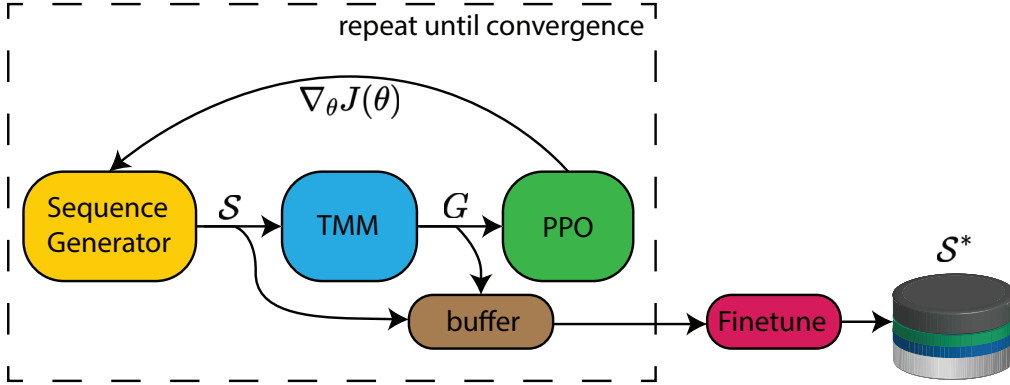 repeat until convergence
∇θJ(θ)
Sequence
Generator
𝒮
TMM
G
PPO
𝒮*
buffer
Finetune